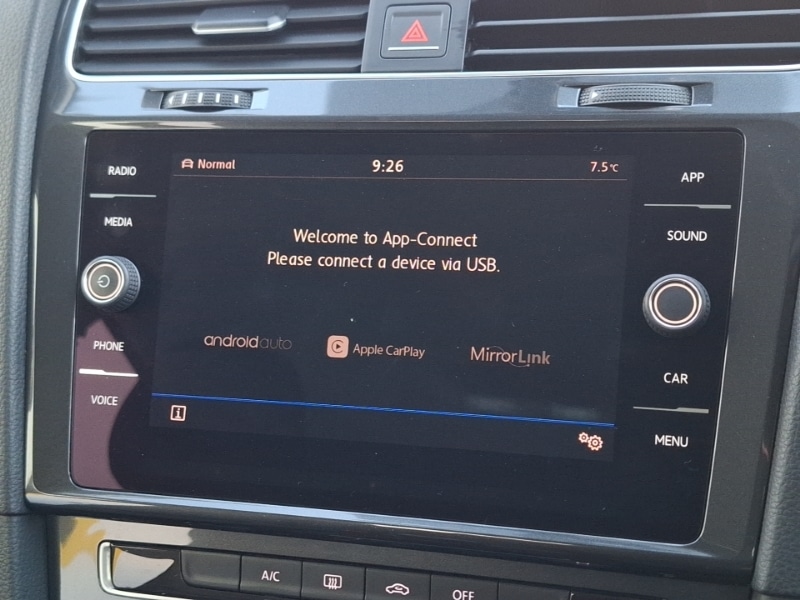 RADIO
MEDIA
PHONE
VOICE
Normal 9:26 7.5°C
Welcome to App-Connect
Please connect a device via USB.
androidauto Apple CarPlay MirrorLink
i
APP
SOUND
CAR
MENU
A/C OFF